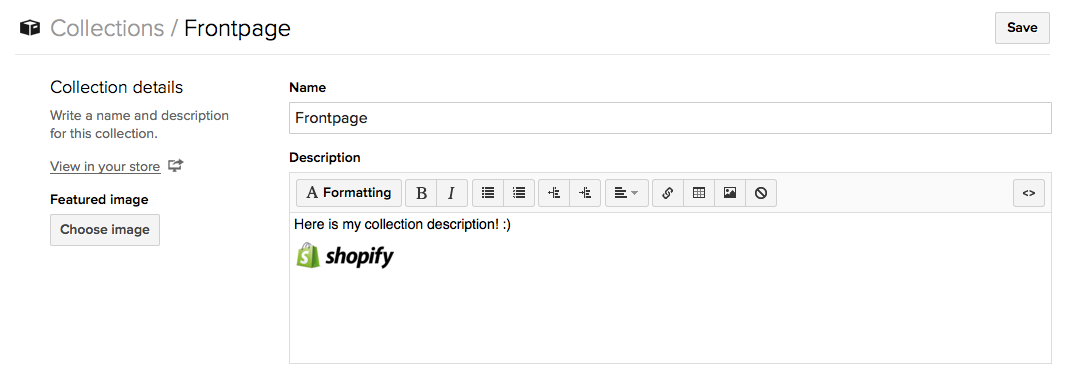 Collections / Frontpage
Save
Collection details
Write a name and description
for this collection.
View in your store
Featured image
Choose image
Name
Frontpage
Description
A Formatting
B I
<>
Here is my collection description! :)
shopify